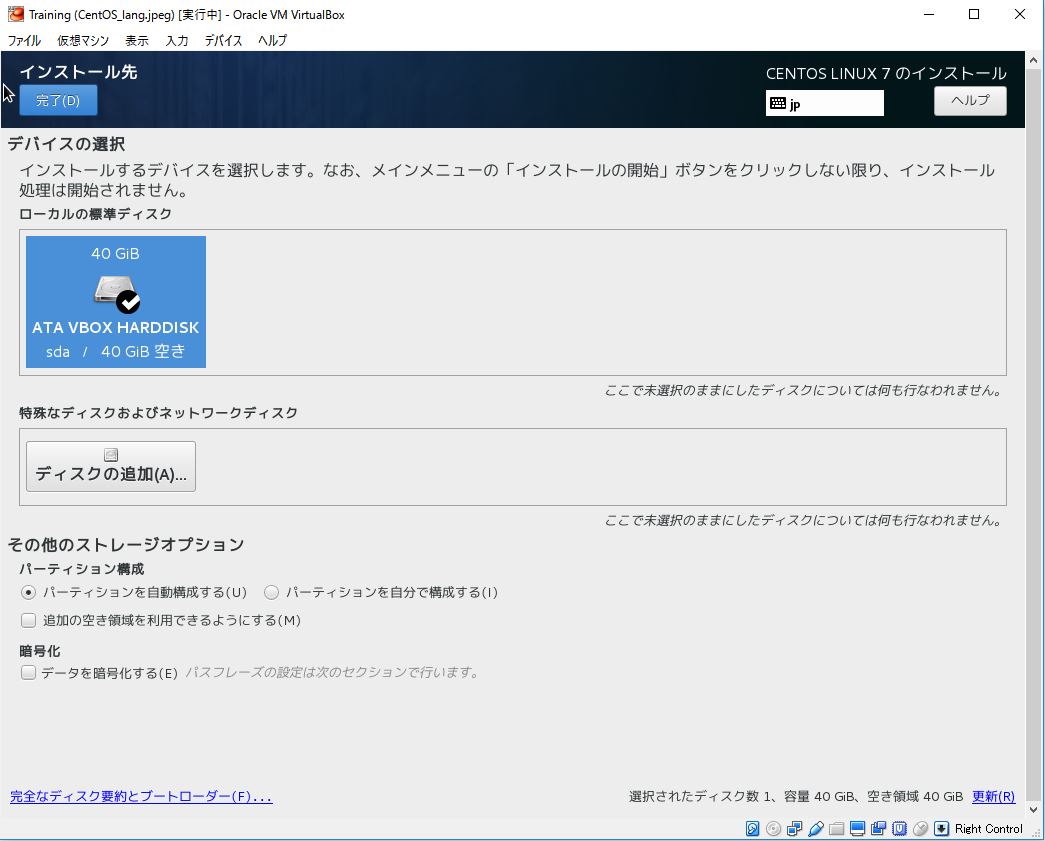 Training (CentOS_lang.jpeg) [実行中] - Oracle VM VirtualBox
ファイル 仮想マシン 表示 入力 デバイス ヘルプ
インストール先
CENTOS LINUX 7 のインストール
完了(D)
jp
ヘルプ
デバイスの選択
インストールするデバイスを選択します。なお、メインメニューの「インストールの開始」ボタンをクリックしない限り、インストール
処理は開始されません。
ローカルの標準ディスク
40 GiB
ATA VBOX HARDDISK
sda / 40 GiB 空き
ここで未選択のままにしたディスクについては何も行なわれません。
特殊なディスクおよびネットワークディスク
ディスクの追加(A)...
ここで未選択のままにしたディスクについては何も行なわれません。
その他のストレージオプション
パーティション構成
パーティションを自動構成する(U) パーティションを自分で構成する(I)
追加の空き領域を利用できるようにする(M)
暗号化
データを暗号化する(E) パスフレーズの設定は次のセクションで行います。
完全なディスク要約とブートローダー(F)... 選択されたディスク数 1、容量 40 GiB、空き領域 40 GiB 更新(R)
Right Control